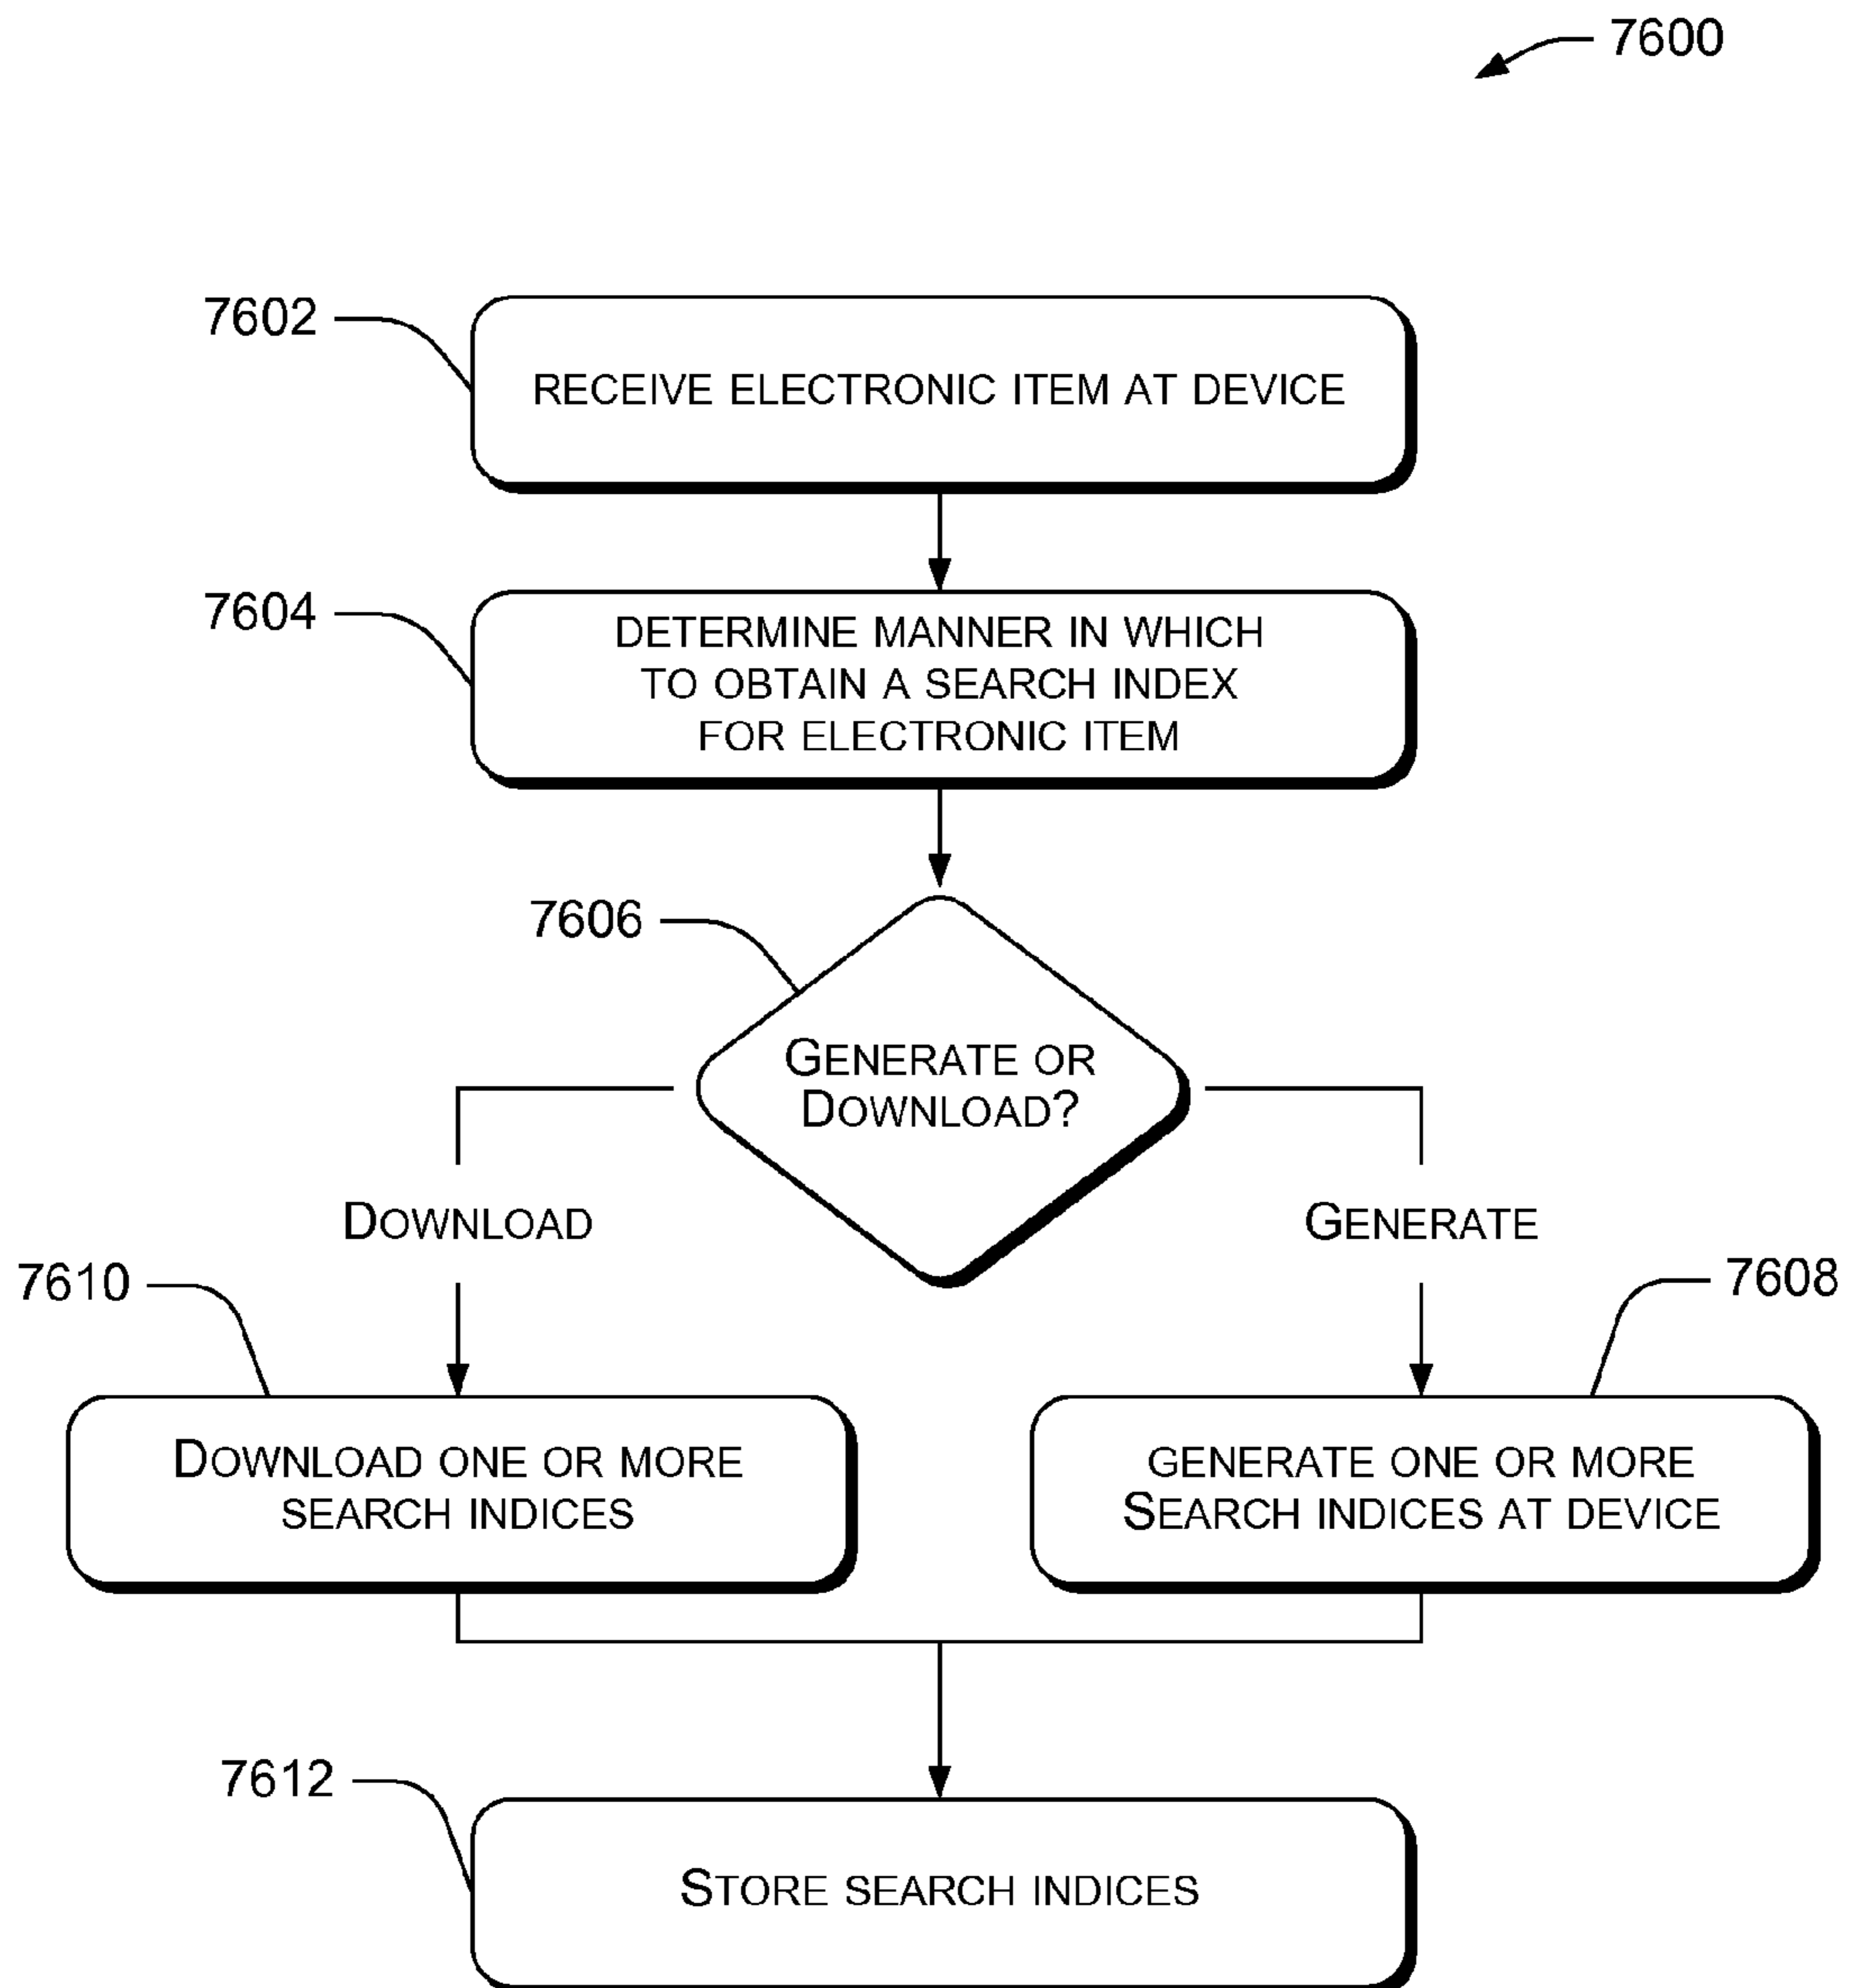 7600
7602
RECEIVE ELECTRONIC ITEM AT DEVICE
7604
DETERMINE MANNER IN WHICH
TO OBTAIN A SEARCH INDEX
FOR ELECTRONIC ITEM
7606
GENERATE OR
DOWNLOAD?
DOWNLOAD
GENERATE
7610
7608
DOWNLOAD ONE OR MORE
SEARCH INDICES
GENERATE ONE OR MORE
SEARCH INDICES AT DEVICE
7612
STORE SEARCH INDICES